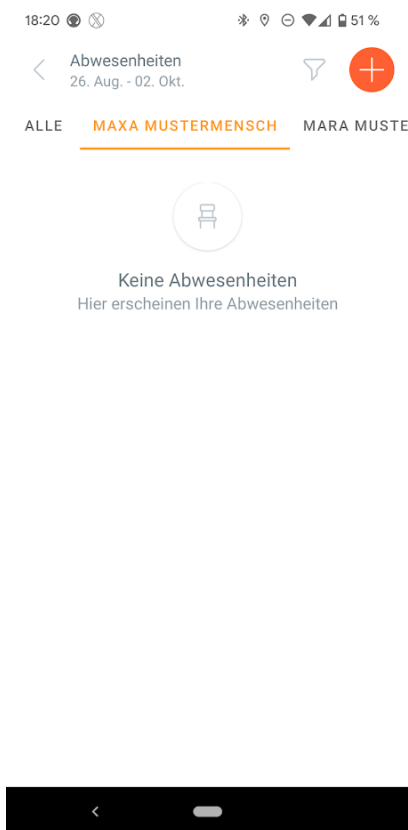 18:20 51 %
Abwesenheiten
26. Aug. - 02. Okt.
ALLE MAXA MUSTERMENSCH MARA MUSTE
Keine Abwesenheiten
Hier erscheinen Ihre Abwesenheiten